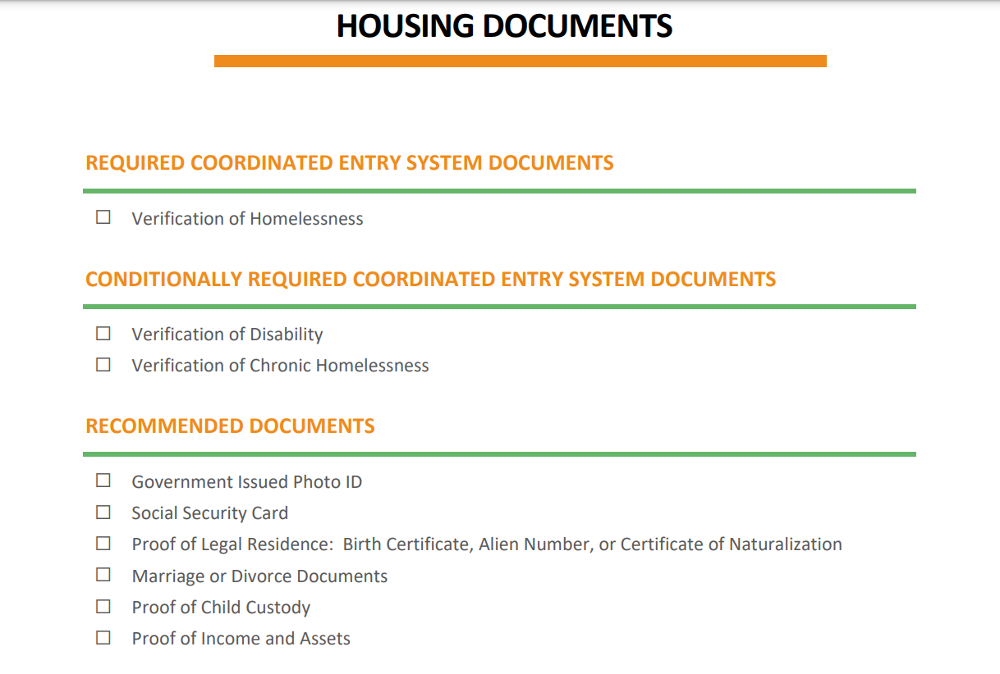 HOUSING DOCUMENTS
REQUIRED COORDINATED ENTRY SYSTEM DOCUMENTS
☐ Verification of Homelessness
CONDITIONALLY REQUIRED COORDINATED ENTRY SYSTEM DOCUMENTS
☐ Verification of Disability
☐ Verification of Chronic Homelessness
RECOMMENDED DOCUMENTS
☐ Government Issued Photo ID
☐ Social Security Card
☐ Proof of Legal Residence:  Birth Certificate, Alien Number, or Certificate of Naturalization
☐ Marriage or Divorce Documents
☐ Proof of Child Custody
☐ Proof of Income and Assets